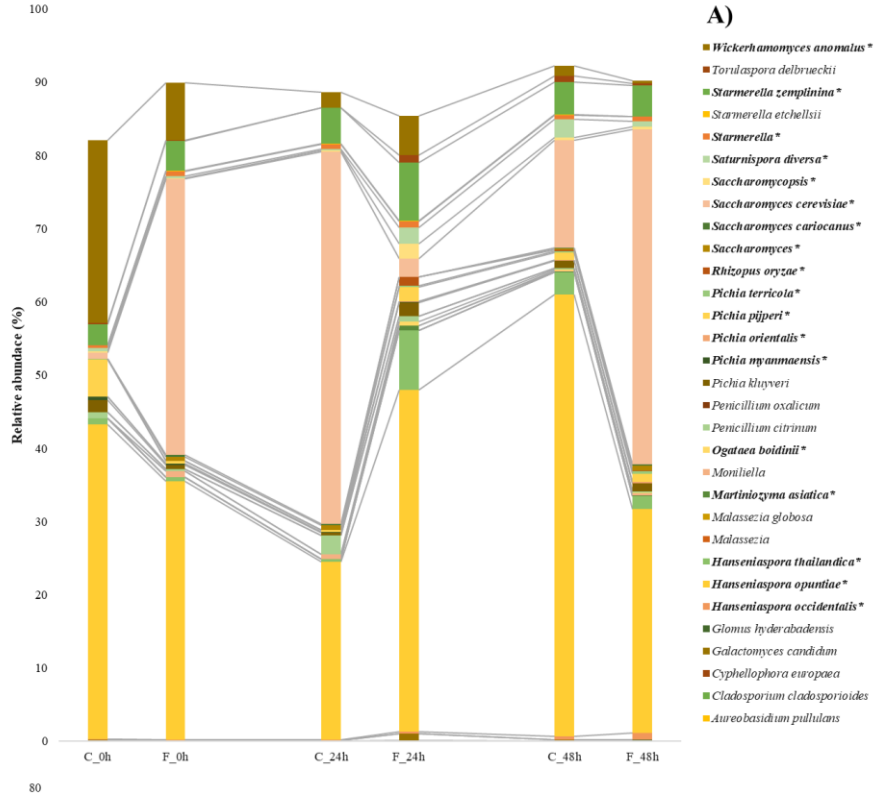 A)
100
90
80
70
60
50
40
30
20
10
0
Relative abundace (%)
C_0h
F_0h
C_24h
F_24h
C_48h
F_48h
80
Wickerhamomyces anomalus *
Torulaspora delbrueckii
Starmerella zemplinina *
Starmerella etchellsii
Starmerella *
Saturnispora diversa *
Saccharomycopsis *
Saccharomyces cerevisiae *
Saccharomyces cariocanus *
Saccharomyces *
Rhizopus oryzae *
Pichia terricola *
Pichia pijperi *
Pichia orientalis *
Pichia myanmaensis *
Pichia kluyveri
Penicillium oxalicum
Penicillium citrinum
Ogataea boidinii *
Moniliella
Martiniozyma asiatica *
Malassezia globosa
Malassezia
Hanseniaspora thailandica *
Hanseniaspora opuntiae *
Hanseniaspora occidentalis *
Glomus hyderabadensis
Galactomyces candidum
Cyphellophora europaea
Cladosporium cladosporioides
Aureobasidium pullulans